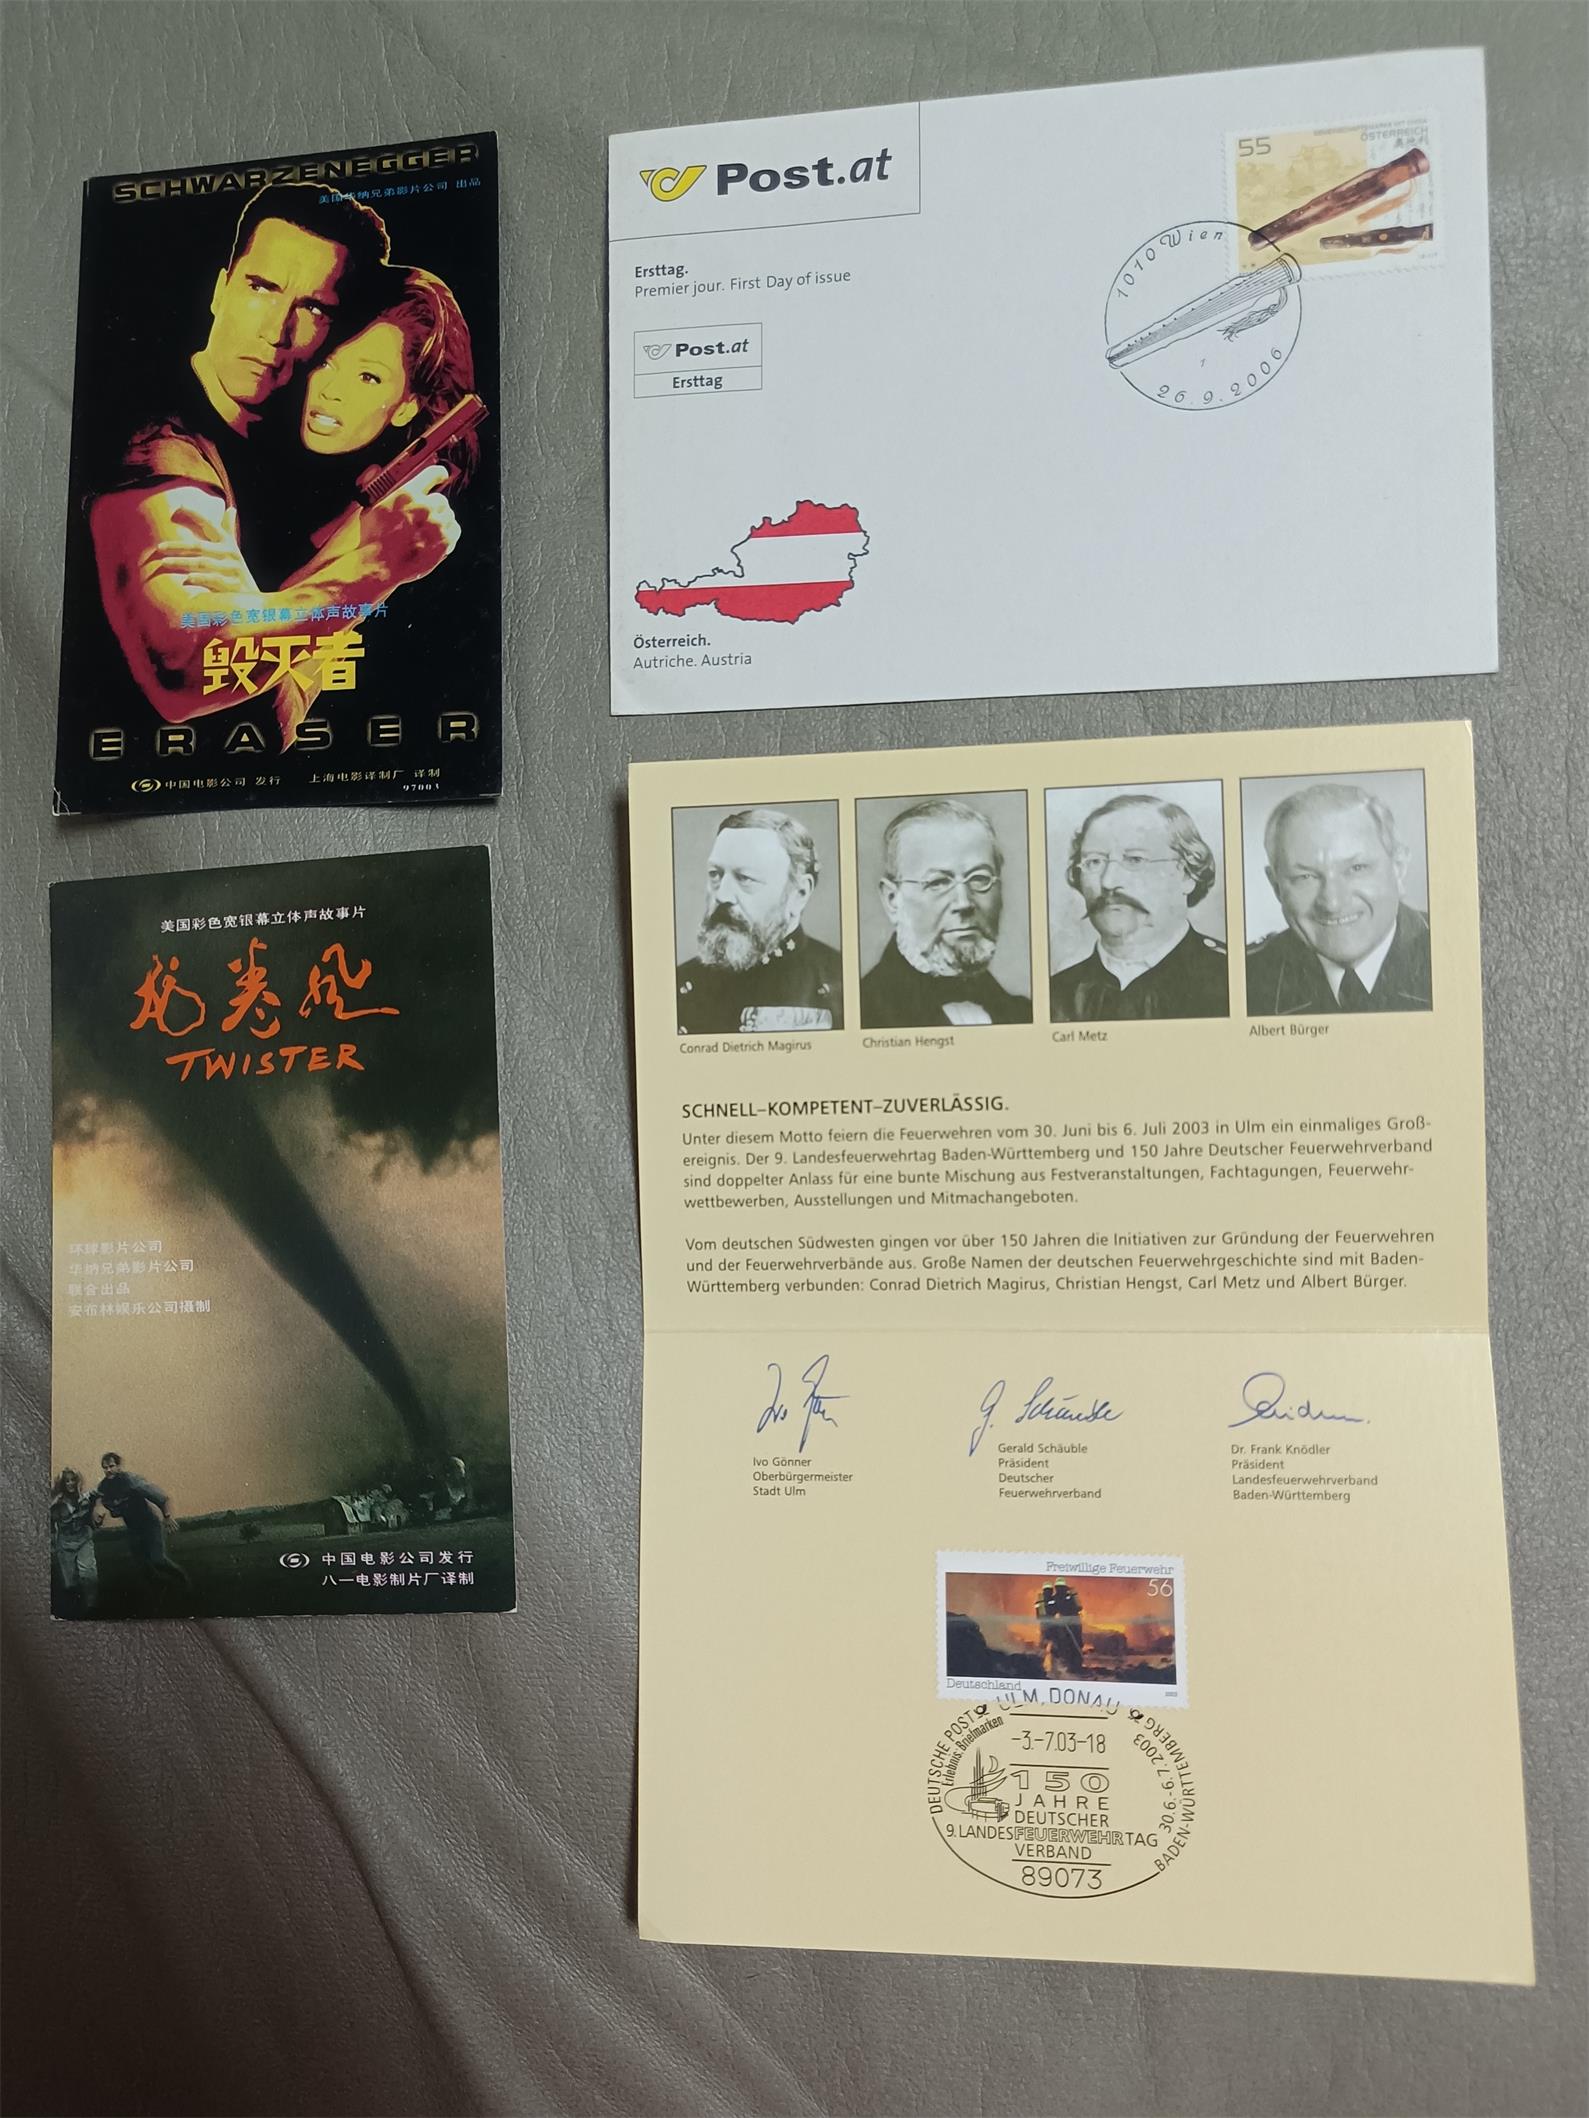 SCHWARZENEGGER
美国华纳兄弟影片公司 出品
美国彩色宽银幕立体声故事片
毁灭者
ERASER
中国电影公司 发行 上海电影译制厂 译制
97003
美国彩色宽银幕立体声故事片
龙卷风
TWISTER
环球影片公司
华纳兄弟影片公司
联合出品
安布林娱乐公司摄制
中国电影公司发行
八一电影制片厂译制
Post.at
Ersttag.
Premier jour. First Day of issue
Post.at
Ersttag
Österreich.
Autriche. Austria
55
ÖSTERREICH
奥地利
1010 Wien
1
26.9.2006
Conrad Dietrich Magirus
Christian Hengst
Carl Metz
Albert Bürger
SCHNELL–KOMPETENT–ZUVERLÄSSIG.
Unter diesem Motto feiern die Feuerwehren vom 30. Juni bis 6. Juli 2003 in Ulm ein einmaliges Groß-
ereignis. Der 9. Landesfeuerwehrtag Baden-Württemberg und 150 Jahre Deutscher Feuerwehrverband
sind doppelter Anlass für eine bunte Mischung aus Festveranstaltungen, Fachtagungen, Feuerwehr-
wettbewerben, Ausstellungen und Mitmachangeboten.
Vom deutschen Südwesten gingen vor über 150 Jahren die Initiativen zur Gründung der Feuerwehren
und der Feuerwehrverbände aus. Große Namen der deutschen Feuerwehrgeschichte sind mit Baden-
Württemberg verbunden: Conrad Dietrich Magirus, Christian Hengst, Carl Metz und Albert Bürger.
G. Schäuble
Ivo Gönner
Oberbürgermeister
Stadt Ulm
Gerald Schäuble
Präsident
Deutscher
Feuerwehrverband
Dr. Frank Knödler
Präsident
Landesfeuerwehrverband
Baden-Württemberg
Freiwillige Feuerwehr
56
Deutschland
2003
ULM, DONAU
DEUTSCHE POST
Erlebnis: Briefmarken
-3.-7.03-18
150
JAHRE
DEUTSCHER
9. LANDESFEUERWEHRTAG
VERBAND
89073
30.6.-6.7.2003
BADEN-WÜRTTEMBERG